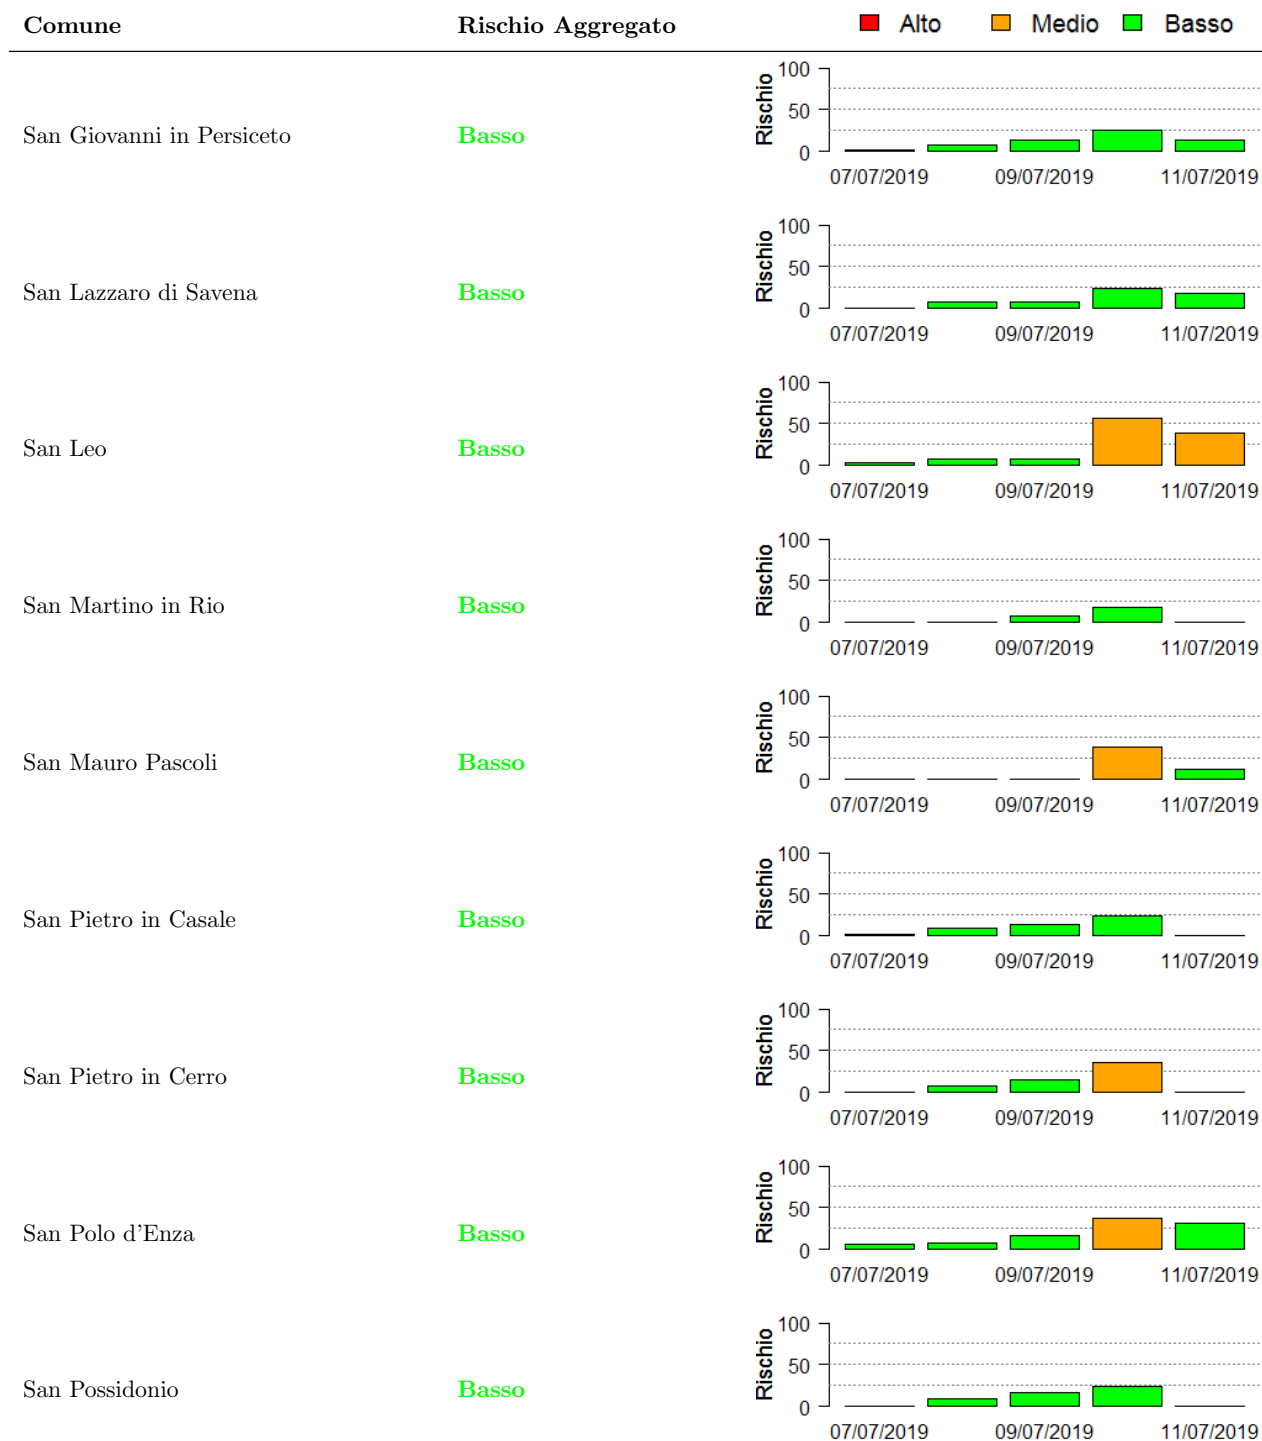 Comune Rischio Aggregato Alto Medio Basso
San Giovanni in Persiceto Basso Rischio 100 50 0
07/07/2019 09/07/2019 11/07/2019
San Lazzaro di Savena Basso Rischio 100 50 0
07/07/2019 09/07/2019 11/07/2019
San Leo Basso Rischio 100 50 0
07/07/2019 09/07/2019 11/07/2019
San Martino in Rio Basso Rischio 100 50 0
07/07/2019 09/07/2019 11/07/2019
San Mauro Pascoli Basso Rischio 100 50 0
07/07/2019 09/07/2019 11/07/2019
San Pietro in Casale Basso Rischio 100 50 0
07/07/2019 09/07/2019 11/07/2019
San Pietro in Cerro Basso Rischio 100 50 0
07/07/2019 09/07/2019 11/07/2019
San Polo d'Enza Basso Rischio 100 50 0
07/07/2019 09/07/2019 11/07/2019
San Possidonio Basso Rischio 100 50 0
07/07/2019 09/07/2019 11/07/2019